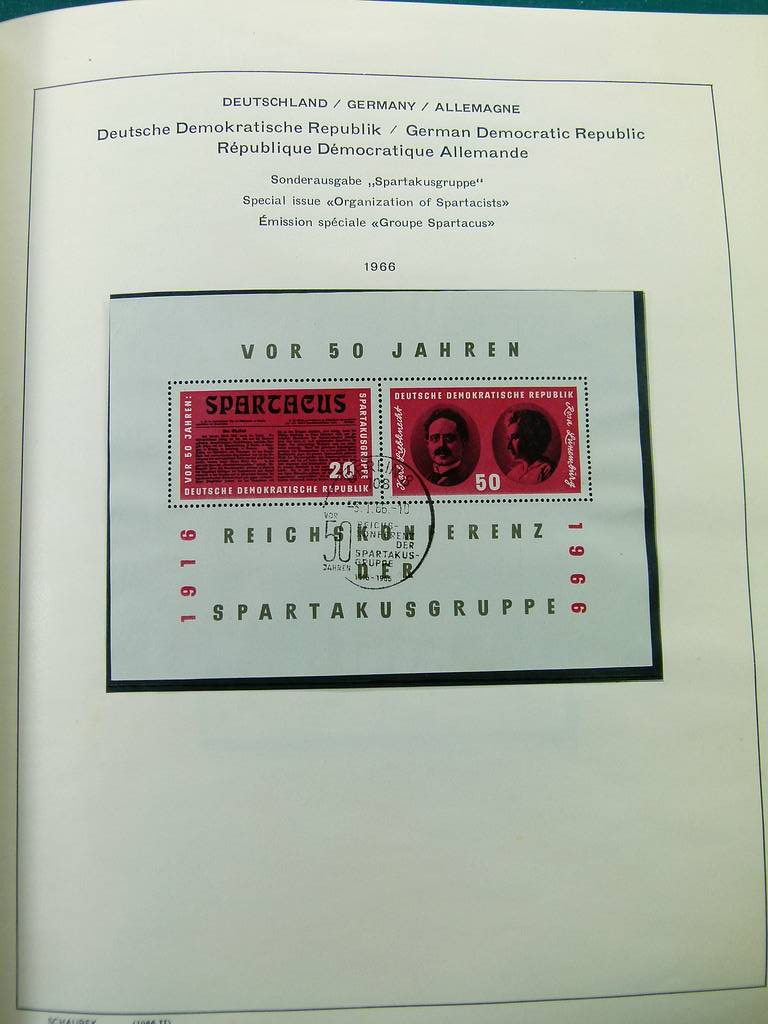 DEUTSCHLAND / GERMANY / ALLEMAGNE
Deutsche Demokratische Republik / German Democratic Republic
République Démocratique Allemande
Sonderausgabe „Spartakusgruppe“
Special issue «Organization of Spartacists»
Émission spéciale «Groupe Spartacus»
1966
VOR 50 JAHREN
VOR 50 JAHREN:
SPARTACUS
SPARTAKUSGRUPPE
20
DEUTSCHE DEMOKRATISCHE REPUBLIK
DEUTSCHE DEMOKRATISCHE REPUBLIK
Karl Liebknecht
Rosa Luxemburg
50
1916
REICHSKONFERENZ
DER
SPARTAKUSGRUPPE
1966
VOR
50
JAHREN
REICHS-
KONFERENZ
DER
SPARTAKUS-
GRUPPE
1916-1966